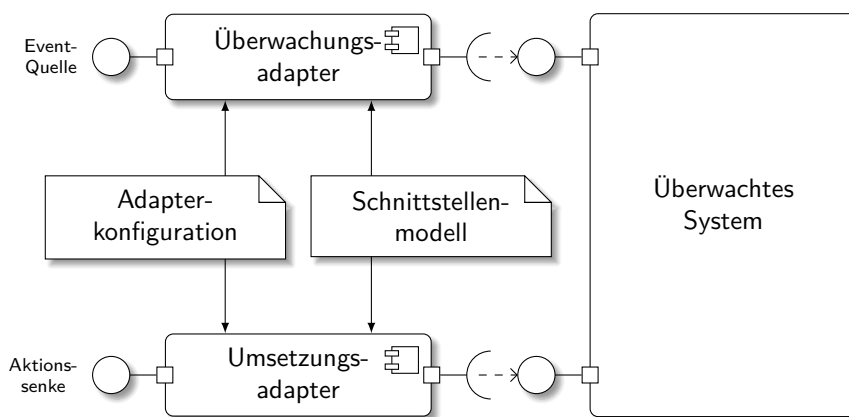 Event-
Quelle
Überwachungs-
adapter
Adapter-
konfiguration
Schnittstellen-
modell
Überwachtes
System
Aktions-
senke
Umsetzungs-
adapter